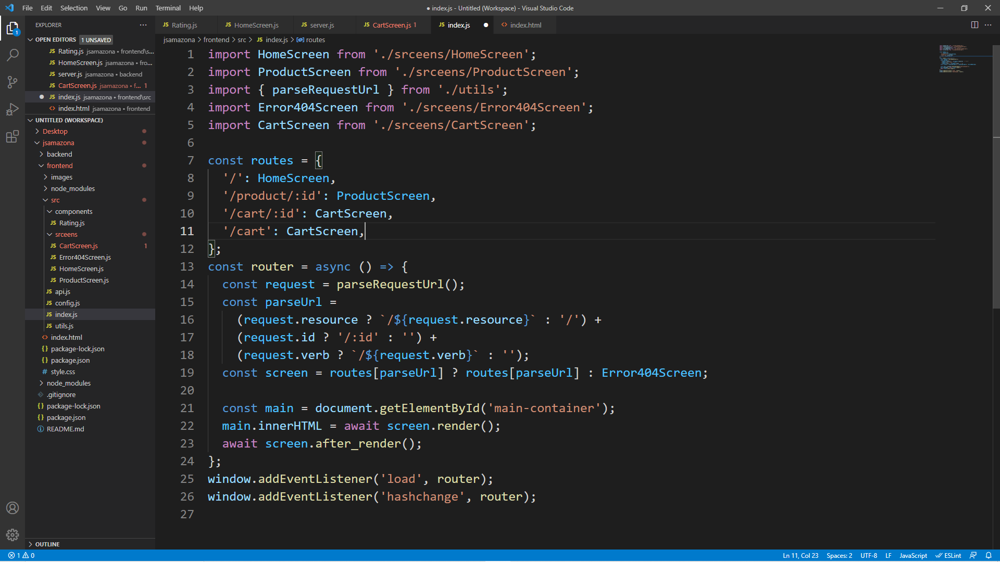 File Edit Selection View Go Run Terminal Help
● index.js - Untitled (Workspace) - Visual Studio Code
EXPLORER
OPEN EDITORS 1 UNSAVED
JS Rating.js jsamazona • frontend\s...
JS HomeScreen.js jsamazona • fro...
JS server.js jsamazona • backend
JS CartScreen.js jsamazona • f... 1
JS index.js jsamazona • frontend\src
<> index.html jsamazona • frontend
UNTITLED (WORKSPACE)
Desktop
jsamazona
backend
frontend
images
node_modules
src
components
JS Rating.js
srceens
JS CartScreen.js 1
JS Error404Screen.js
JS HomeScreen.js
JS ProductScreen.js
JS api.js
JS config.js
JS index.js
JS utils.js
<> index.html
{} package-lock.json
{} package.json
# style.css
node_modules
.gitignore
{} package-lock.json
{} package.json
README.md
OUTLINE
JS Rating.js JS HomeScreen.js JS server.js JS CartScreen.js 1 JS index.js ● <> index.html
jsamazona > frontend > src > JS index.js > routes
1 import HomeScreen from './srceens/HomeScreen';
2 import ProductScreen from './srceens/ProductScreen';
3 import { parseRequestUrl } from './utils';
4 import Error404Screen from './srceens/Error404Screen';
5 import CartScreen from './srceens/CartScreen';
6
7 const routes = {
8 '/': HomeScreen,
9 '/product/:id': ProductScreen,
10 '/cart/:id': CartScreen,
11 '/cart': CartScreen,
12 };
13 const router = async () => {
14 const request = parseRequestUrl();
15 const parseUrl =
16 (request.resource ? `/${request.resource}` : '/') +
17 (request.id ? '/:id' : '') +
18 (request.verb ? `/${request.verb}` : '');
19 const screen = routes[parseUrl] ? routes[parseUrl] : Error404Screen;
20
21 const main = document.getElementById('main-container');
22 main.innerHTML = await screen.render();
23 await screen.after_render();
24 };
25 window.addEventListener('load', router);
26 window.addEventListener('hashchange', router);
27
1 0 Ln 11, Col 23 Spaces: 2 UTF-8 LF JavaScript ESLint